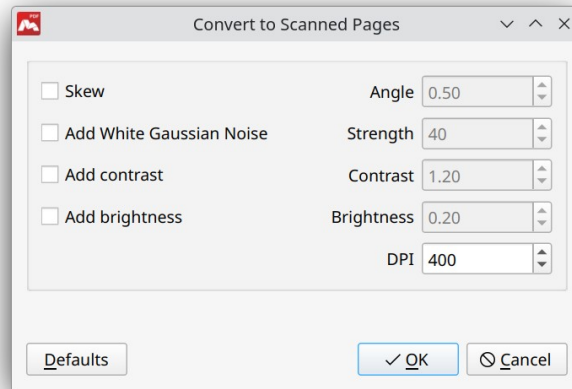 PDF
Convert to Scanned Pages
Skew Angle 0.50
Add White Gaussian Noise Strength 40
Add contrast Contrast 1.20
Add brightness Brightness 0.20
DPI 400
Defaults OK Cancel